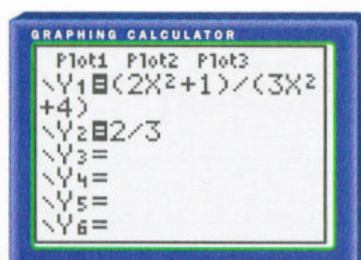 GRAPHING CALCULATOR
Plot1 Plot2 Plot3
\Y₁=(2X²+1)/(3X²
+4)
\Y₂=2/3
\Y₃=
\Y₄=
\Y₅=
\Y₆=